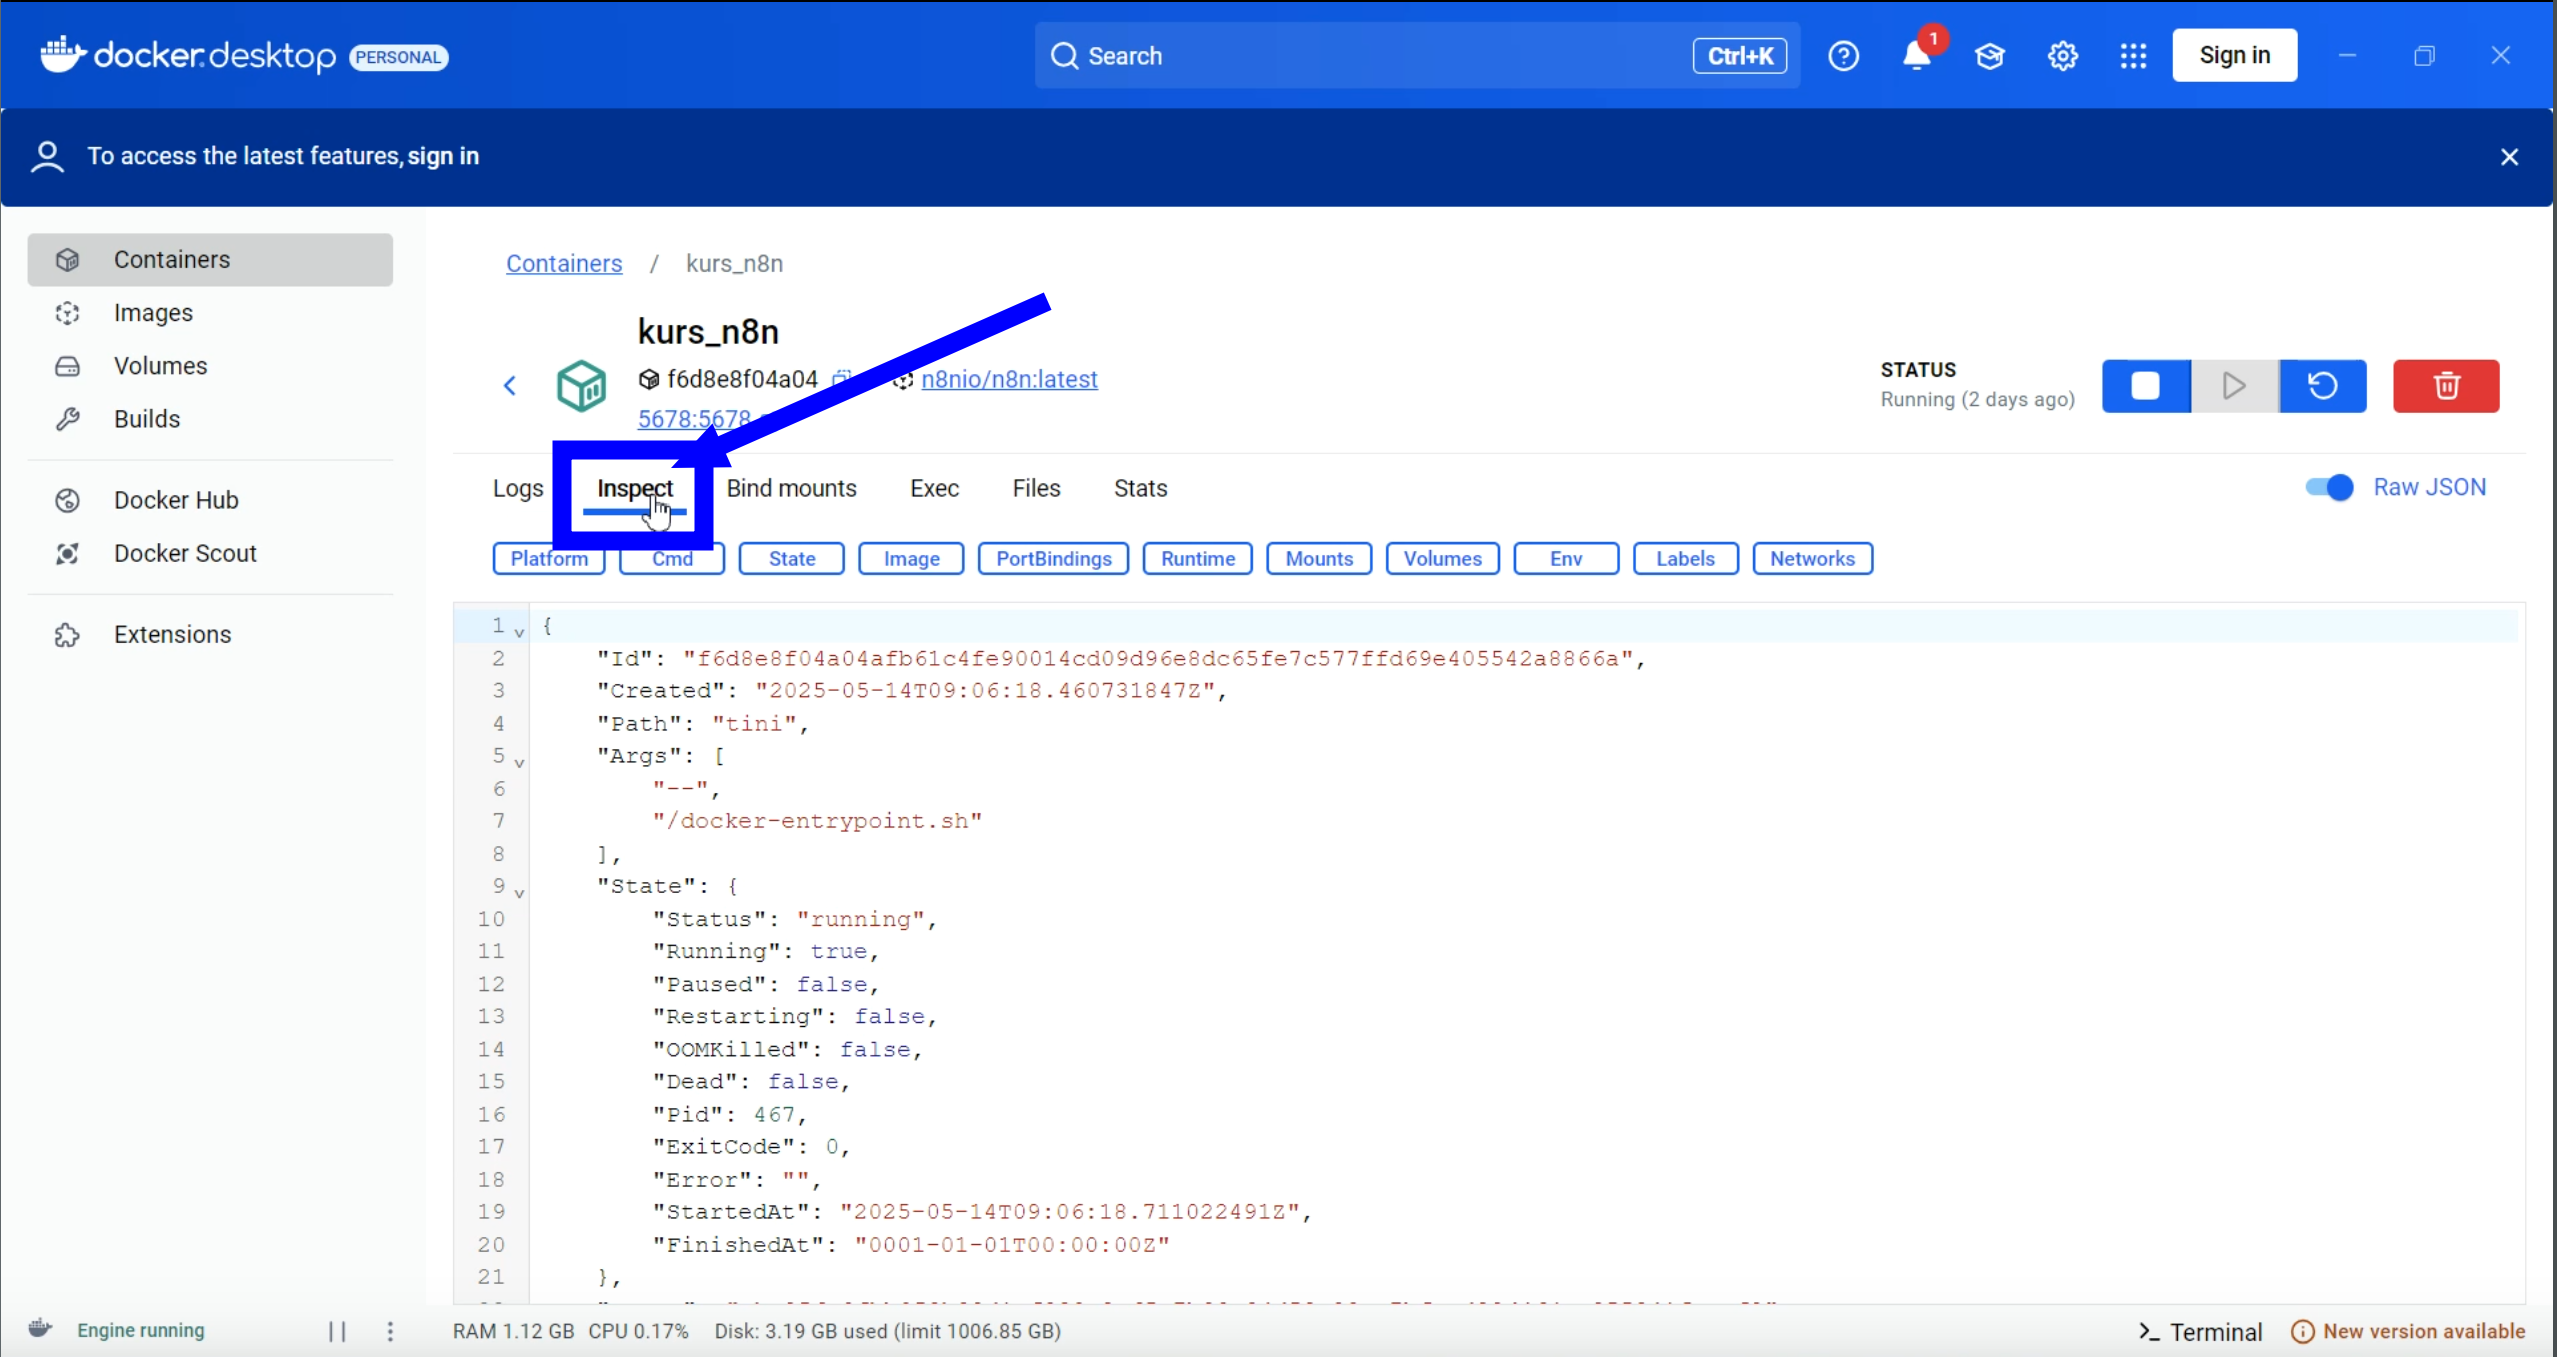 docker.desktop PERSONAL
Search
Ctrl+K
1
Sign in
To access the latest features, sign in
Containers
Images
Volumes
Builds
Docker Hub
Docker Scout
Extensions
Containers / kurs_n8n
kurs_n8n
f6d8e8f04a04
n8nio/n8n:latest
5678:5678
STATUS
Running (2 days ago)
Logs
Inspect
Bind mounts
Exec
Files
Stats
Raw JSON
Platform
Cmd
State
Image
PortBindings
Runtime
Mounts
Volumes
Env
Labels
Networks
1 {
2 "Id": "f6d8e8f04a04afb61c4fe90014cd09d96e8dc65fe7c577ffd69e405542a8866a",
3 "Created": "2025-05-14T09:06:18.460731847Z",
4 "Path": "tini",
5 "Args": [
6 "--",
7 "/docker-entrypoint.sh"
8 ],
9 "State": {
10 "Status": "running",
11 "Running": true,
12 "Paused": false,
13 "Restarting": false,
14 "OOMKilled": false,
15 "Dead": false,
16 "Pid": 467,
17 "ExitCode": 0,
18 "Error": "",
19 "StartedAt": "2025-05-14T09:06:18.711022491Z",
20 "FinishedAt": "0001-01-01T00:00:00Z"
21 },
Engine running
RAM 1.12 GB CPU 0.17% Disk: 3.19 GB used (limit 1006.85 GB)
>_ Terminal
New version available